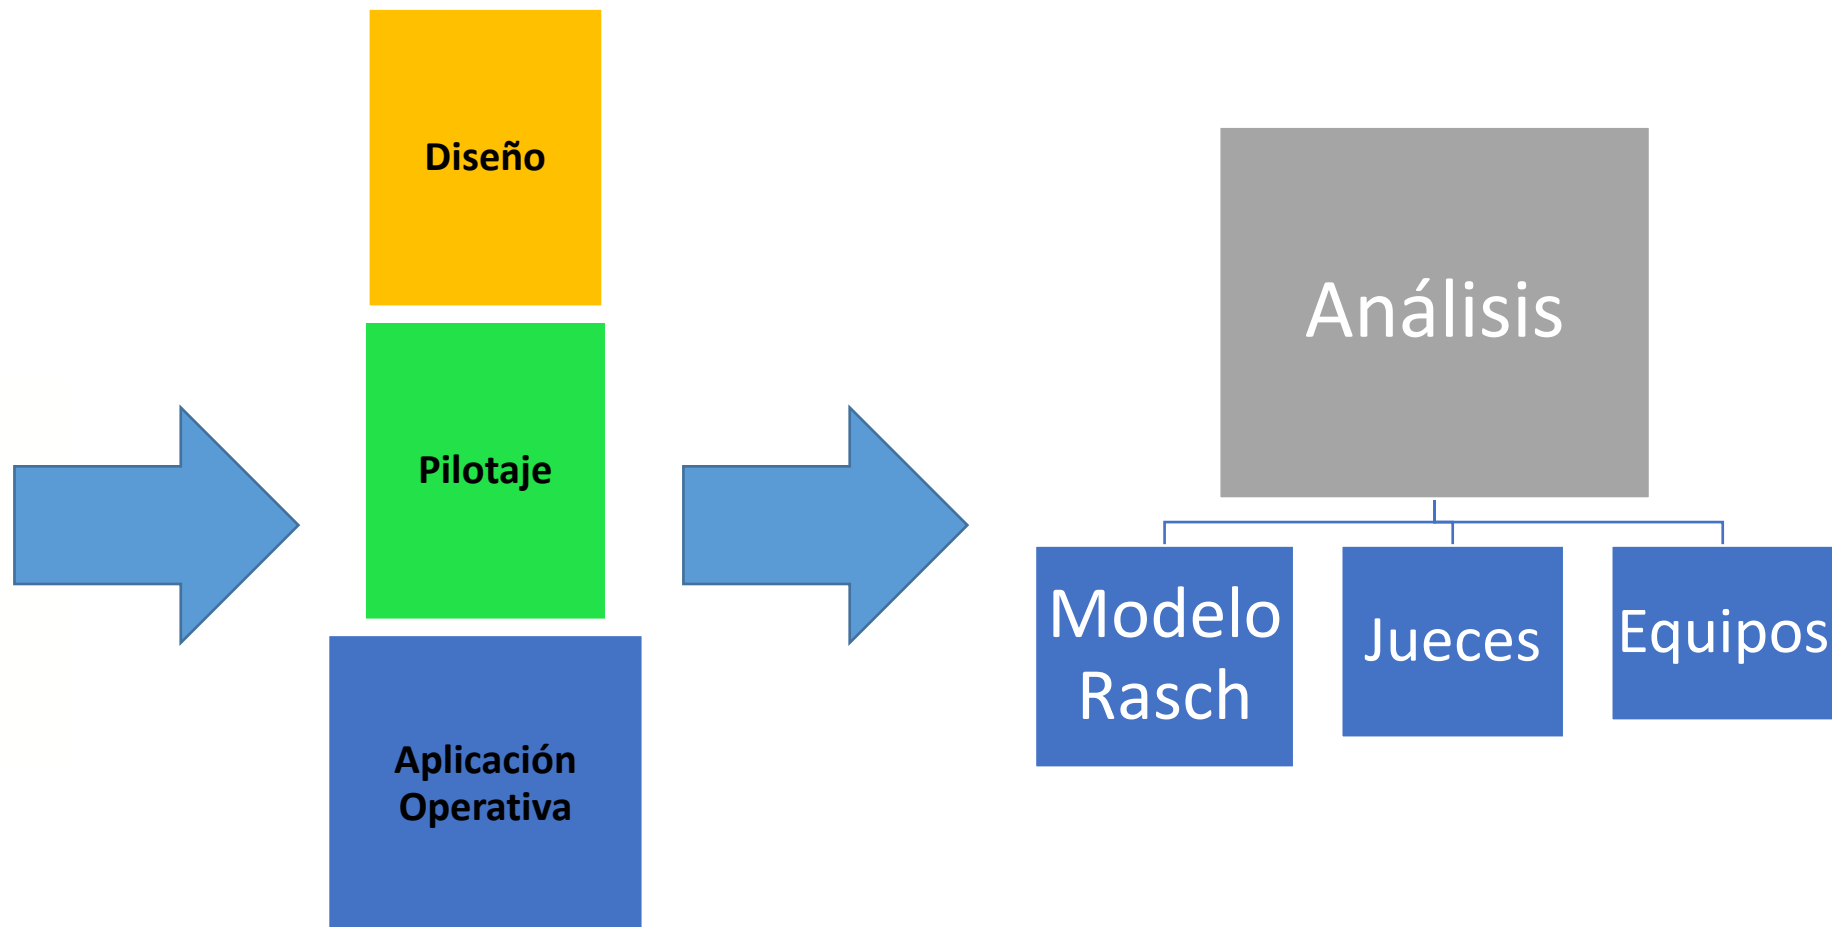 Diseño
Pilotaje
Aplicación
Operativa
Análisis
Modelo
Rasch
Jueces
Equipos